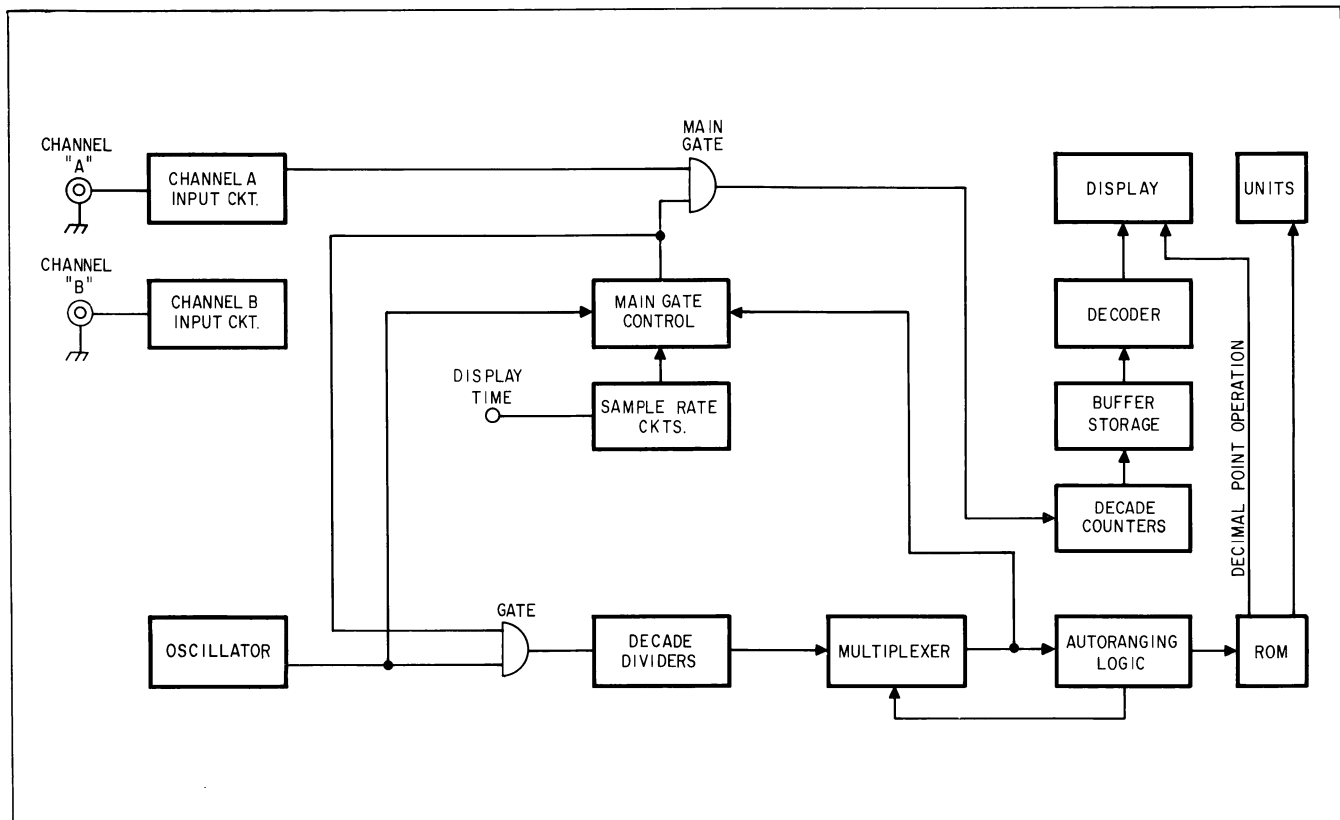 MAIN
GATE
CHANNEL
"A"
CHANNEL A
INPUT CKT.
DISPLAY
UNITS
CHANNEL
"B"
CHANNEL B
INPUT CKT.
MAIN GATE
CONTROL
DECODER
DISPLAY
TIME
SAMPLE RATE
CKTS.
BUFFER
STORAGE
DECIMAL POINT OPERATION
DECADE
COUNTERS
GATE
OSCILLATOR
DECADE
DIVIDERS
MULTIPLEXER
AUTORANGING
LOGIC
ROM